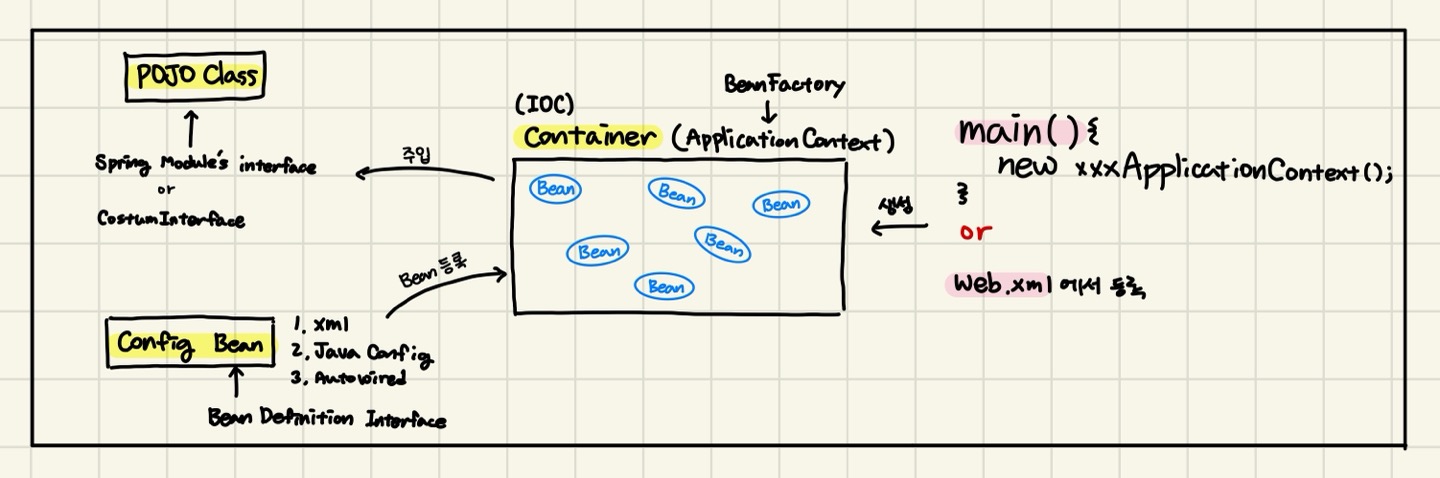 POJO Class
Spring Module's interface
or
Costum Interface
주입
(IOC)
BeanFactory
Container (ApplicationContext)
Bean
Bean
Bean
Bean
Bean
Bean
생성
main(){
new xxxApplicationContext();
}
or
Web.xml 에서 등록
Bean 등록
Config Bean
1. xml
2. Java Config
3. Autowired
Bean Definition Interface